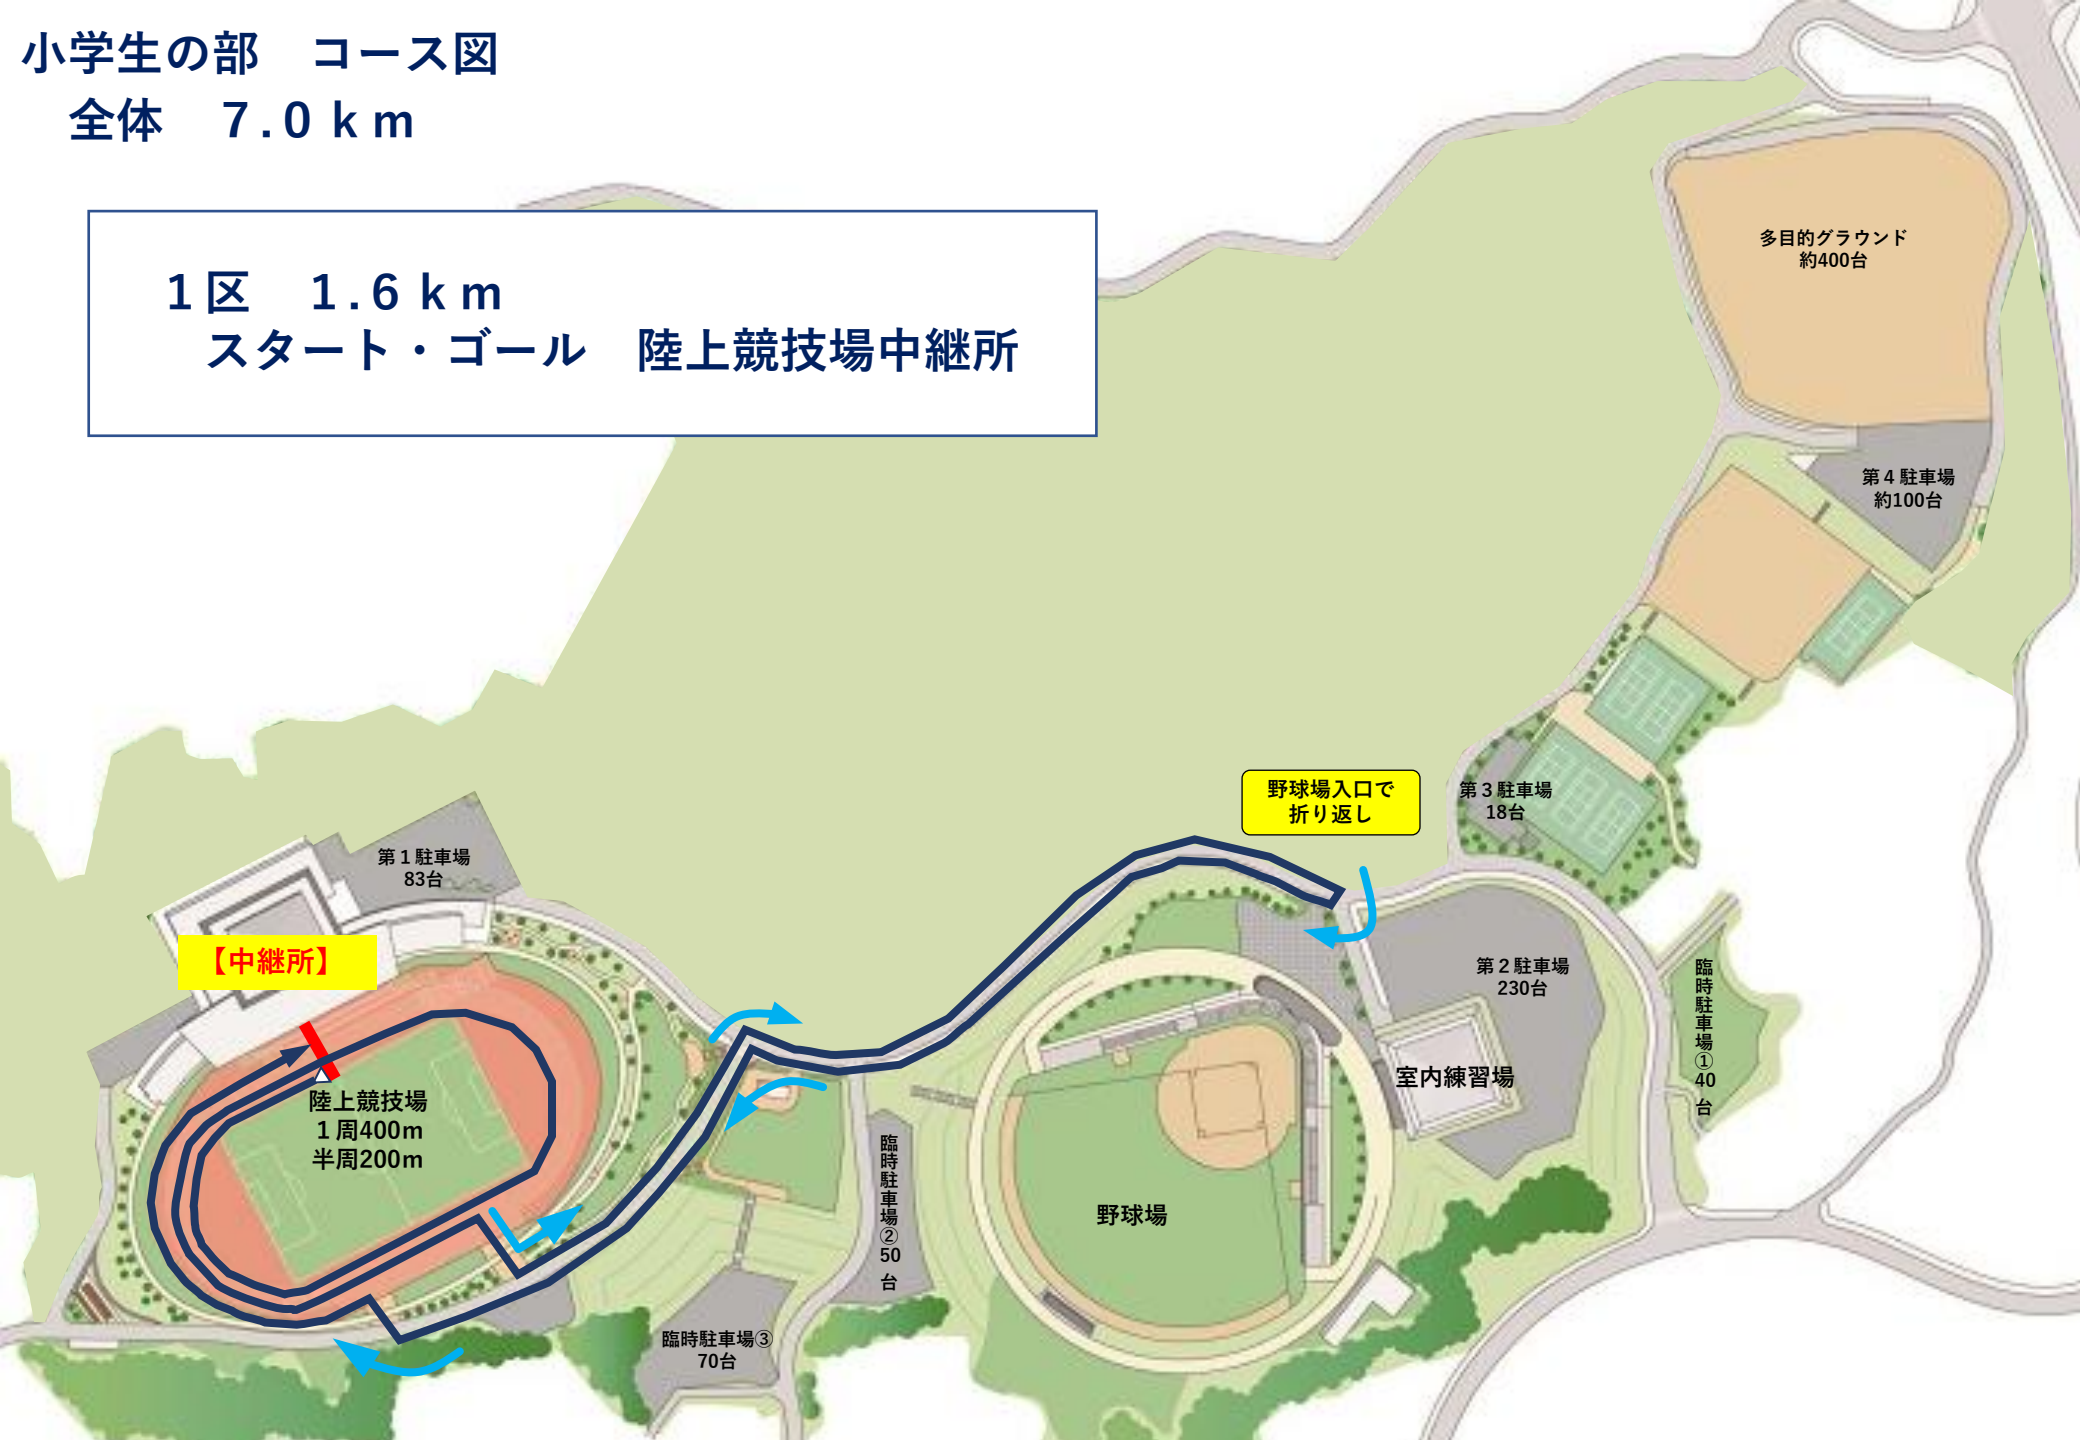 小学生の部　コース図
全体　7.0ｋｍ
1区　1.6ｋｍ
スタート・ゴール　陸上競技場中継所
多目的グラウンド
約400台
第４駐車場
約100台
野球場入口で
折り返し
第３駐車場
18台
第１駐車場
83台
【中継所】
第２駐車場
230台
臨時駐車場①40台
室内練習場
陸上競技場
１周400m
半周200m
臨時駐車場②50台
野球場
臨時駐車場③
70台